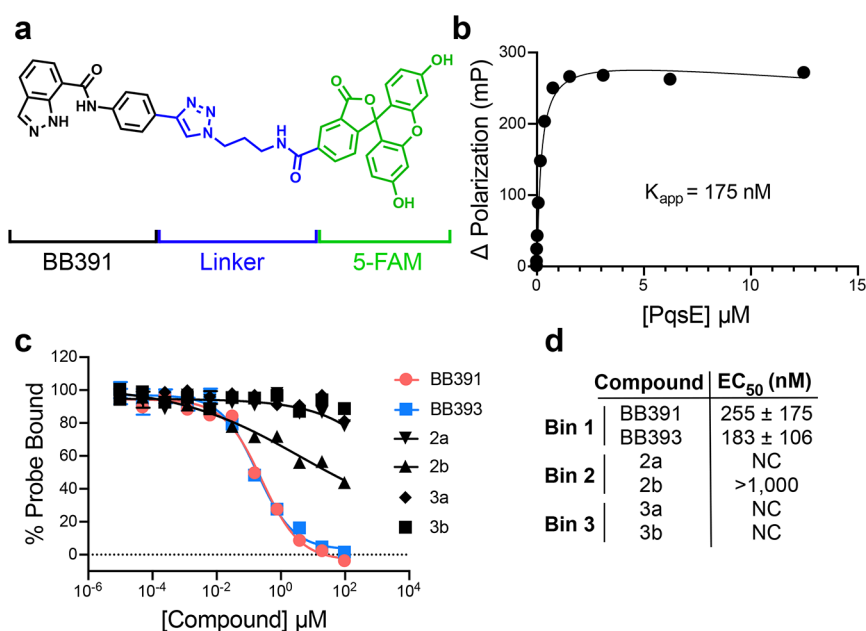 a
O
N
H
N
NH
N
N
N
N
H
N
O
O
O
OH
O
OH
BB391
Linker
5-FAM
b
Δ Polarization (mP)
300
200
100
0
0
5
10
15
K_app = 175 nM
[PqsE] μM
c
% Probe Bound
120
100
80
60
40
20
0
10^-6
10^-4
10^-2
10^0
10^2
10^4
[Compound] μM
BB391
BB393
2a
2b
3a
3b
d
Compound EC50 (nM)
Bin 1 BB391 255 ± 175
BB393 183 ± 106
Bin 2 2a NC
2b >1,000
Bin 3 3a NC
3b NC